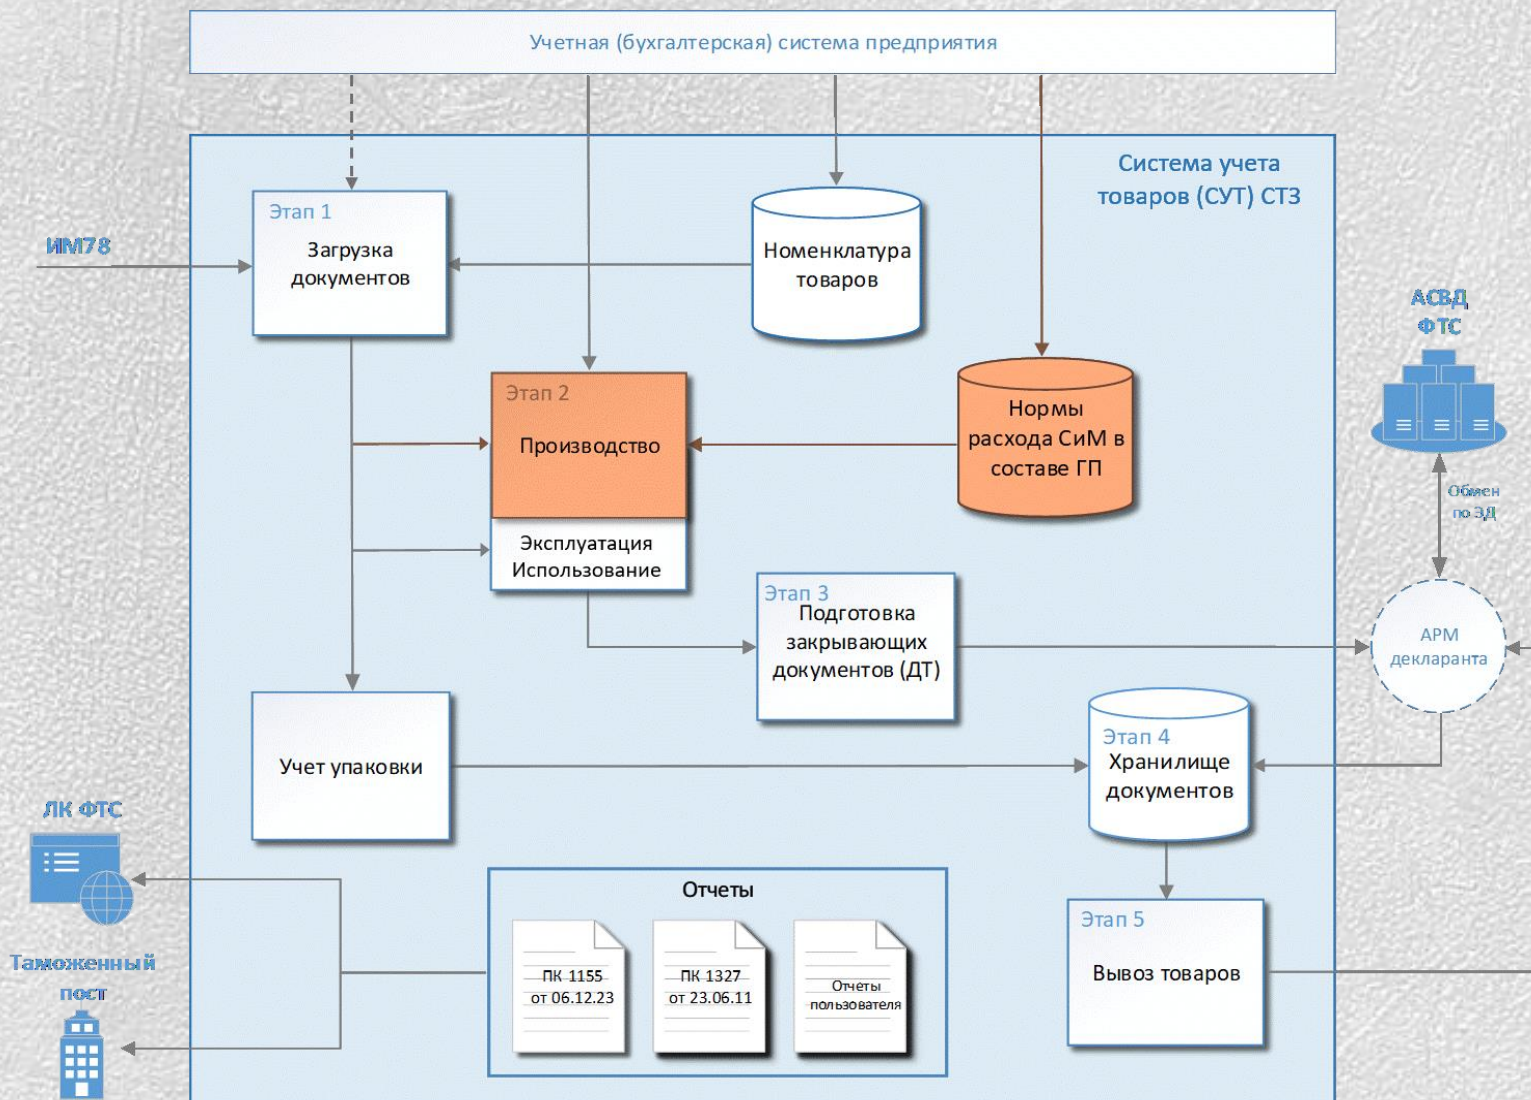 Учетная (бухгалтерская) система предприятия
Система учета
товаров (СУТ) СТЗ
Этап 1
Загрузка
документов
ИМ78
Номенклатура
товаров
АСВД
ФТС
Этап 2
Производство
Нормы
расхода СиМ в
составе ГП
Обмен
по ЭД
Эксплуатация
Использование
Этап 3
Подготовка
закрывающих
документов (ДТ)
АРМ
декларанта
Учет упаковки
Этап 4
Хранилище
документов
ЛК ФТС
Отчеты
Этап 5
Вывоз товаров
Таможенный
пост
ПК 1155
от 06.12.23
ПК 1327
от 23.06.11
Отчеты
пользователя